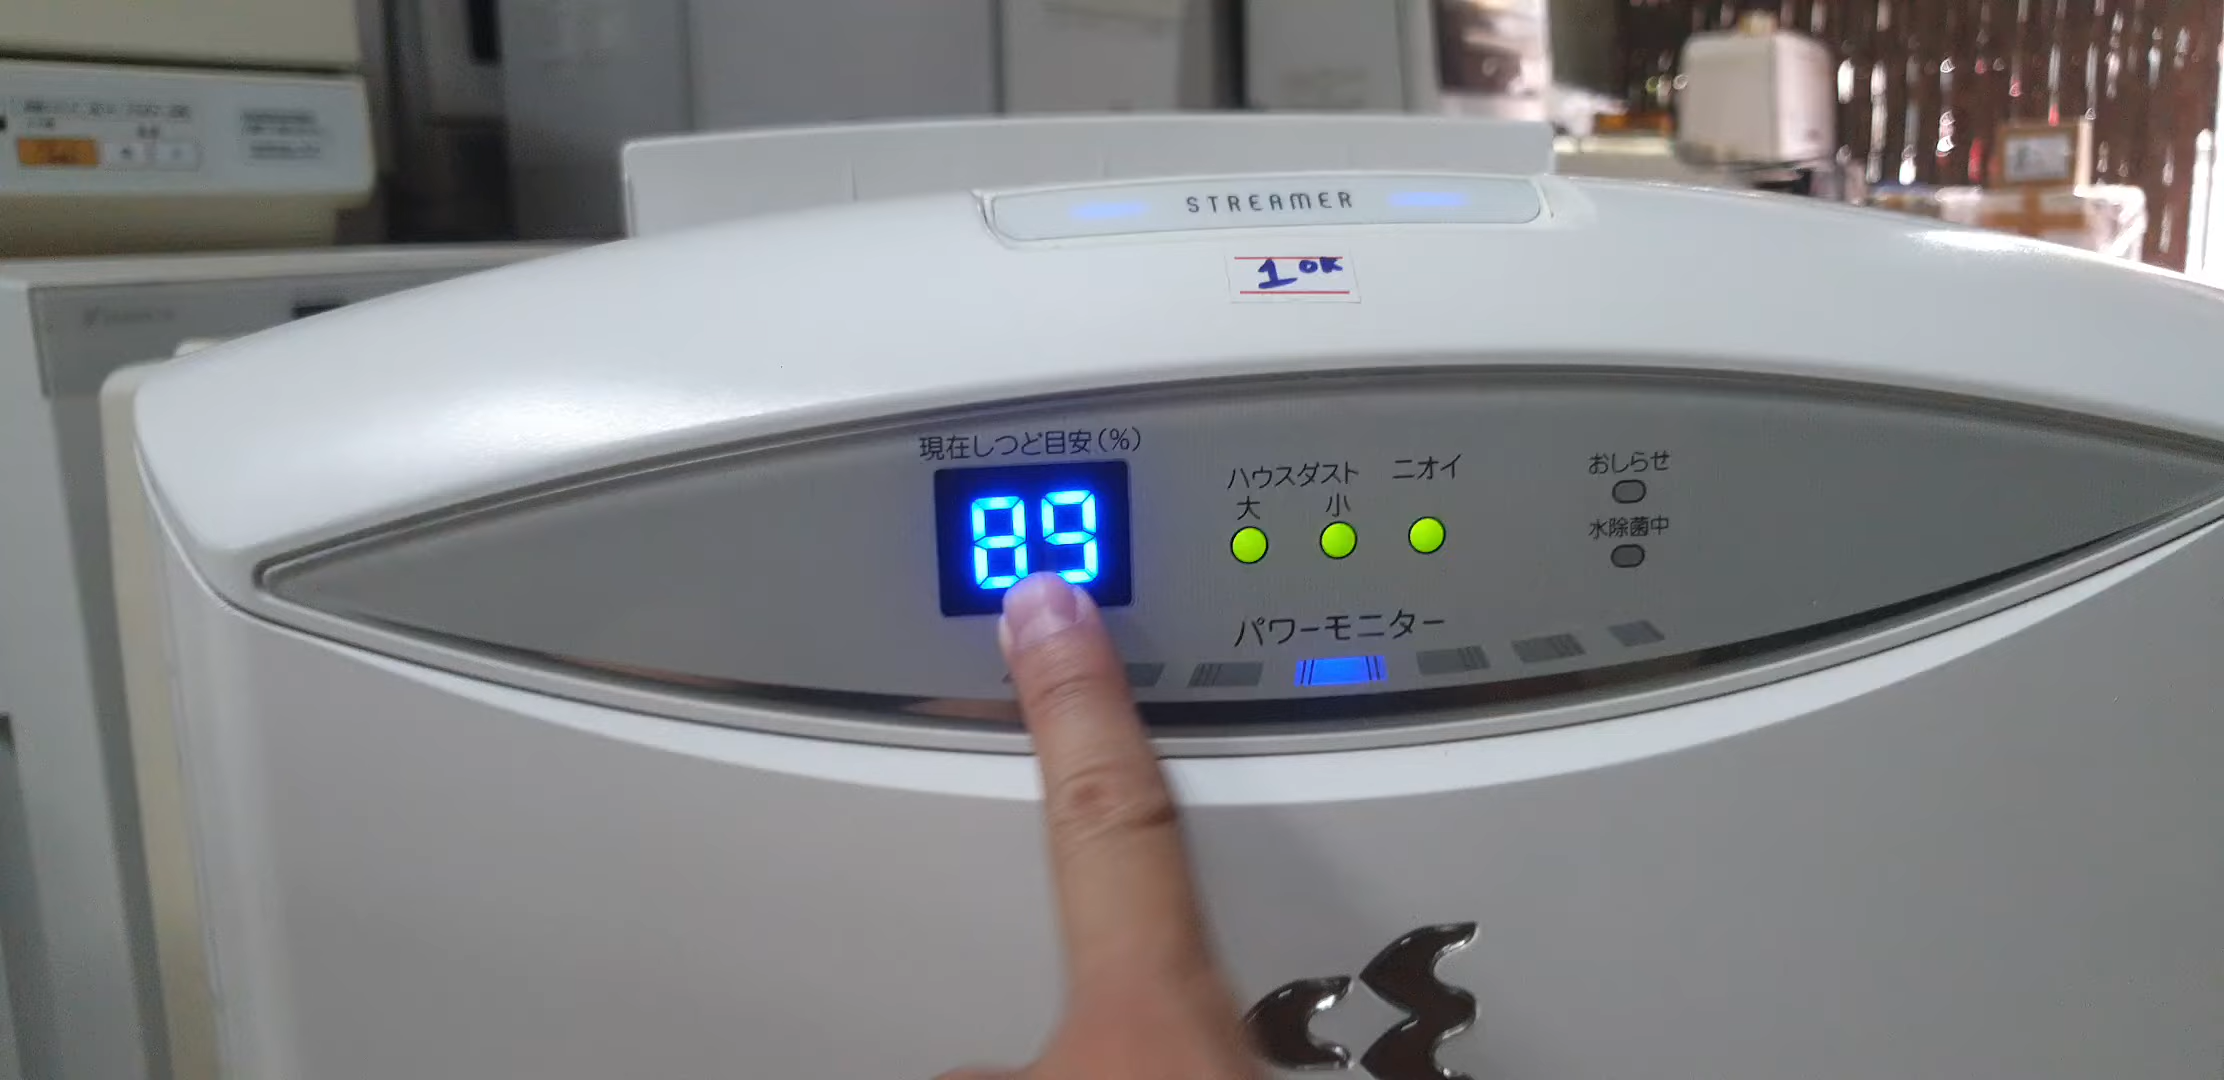 STREAMER
1 OK
現在しつど目安(%)
89
ハウスダスト ニオイ
大 小
おしらせ
水除菌中
パワーモニター